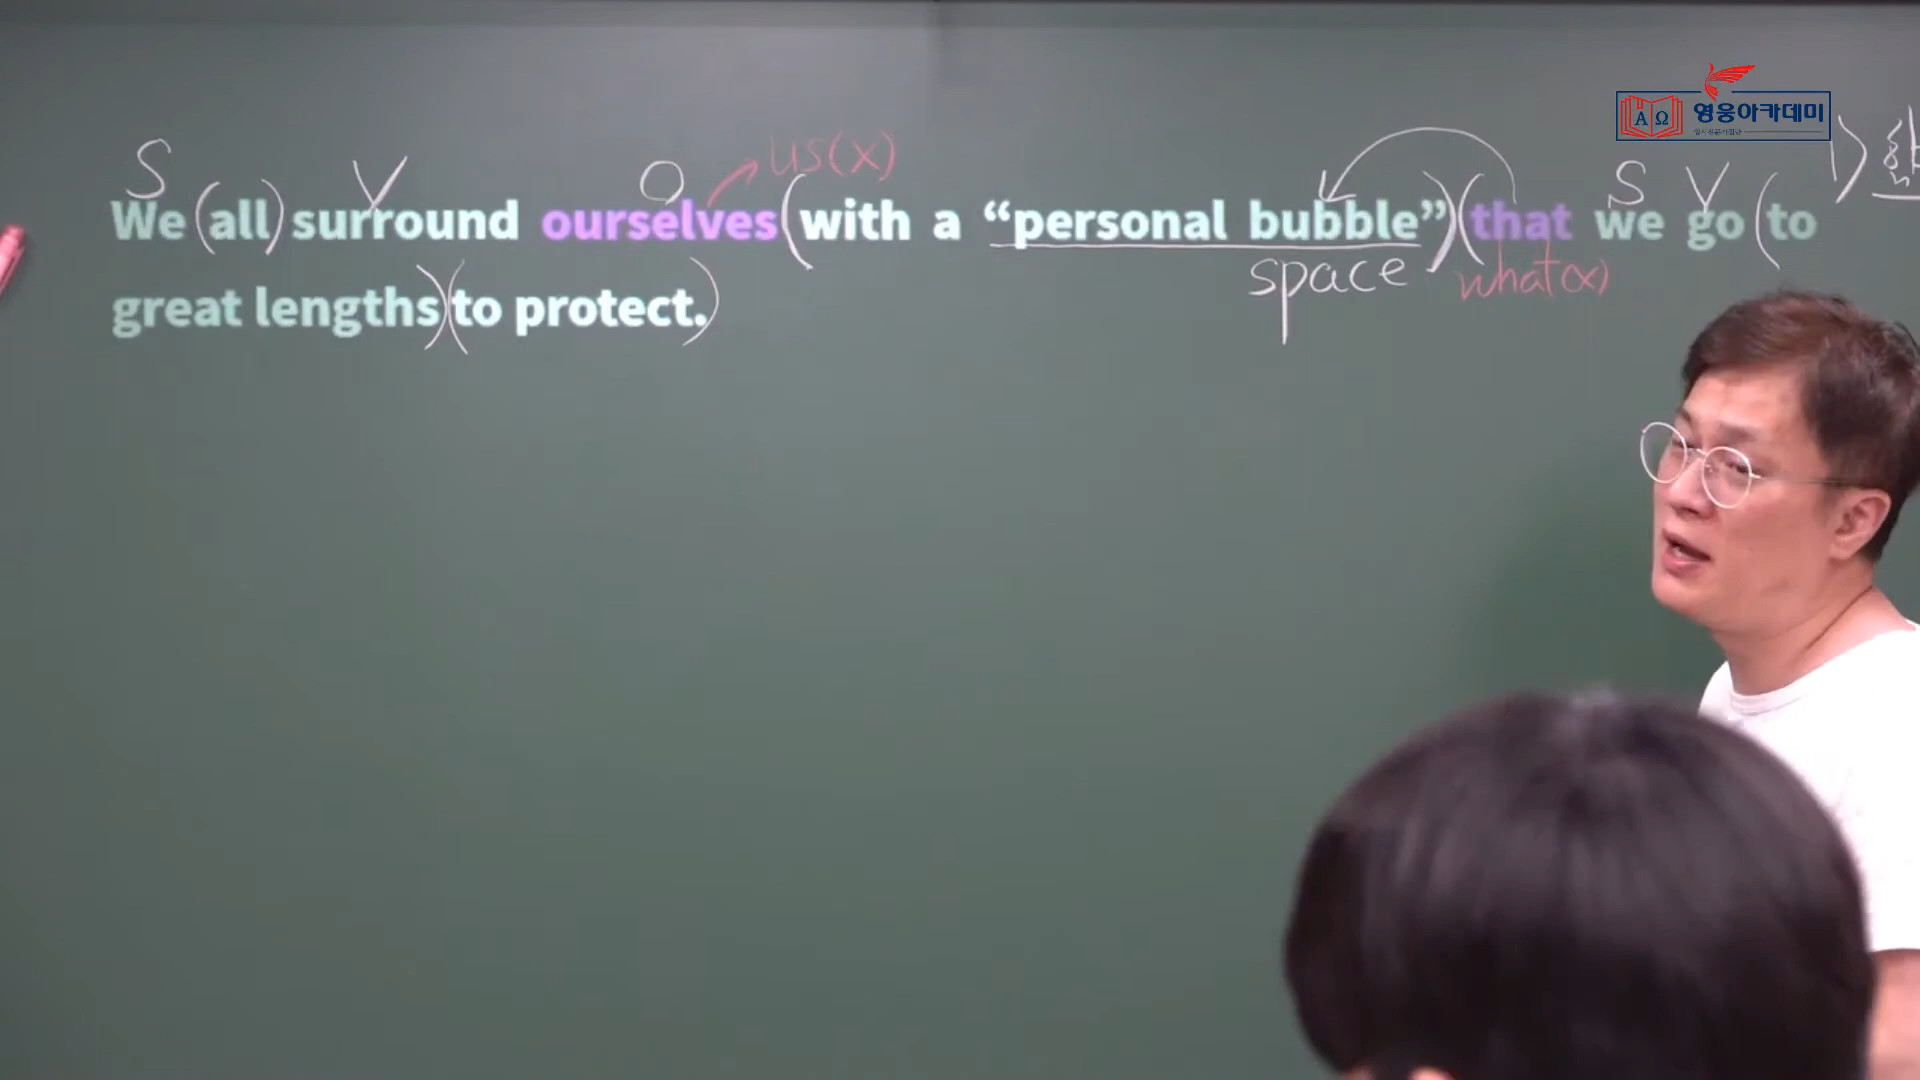 영웅아카데미
S V O us(x) S V 1)
We (all) surround ourselves (with a “personal bubble”) (that we go (to
space what(x)
great lengths) (to protect.)